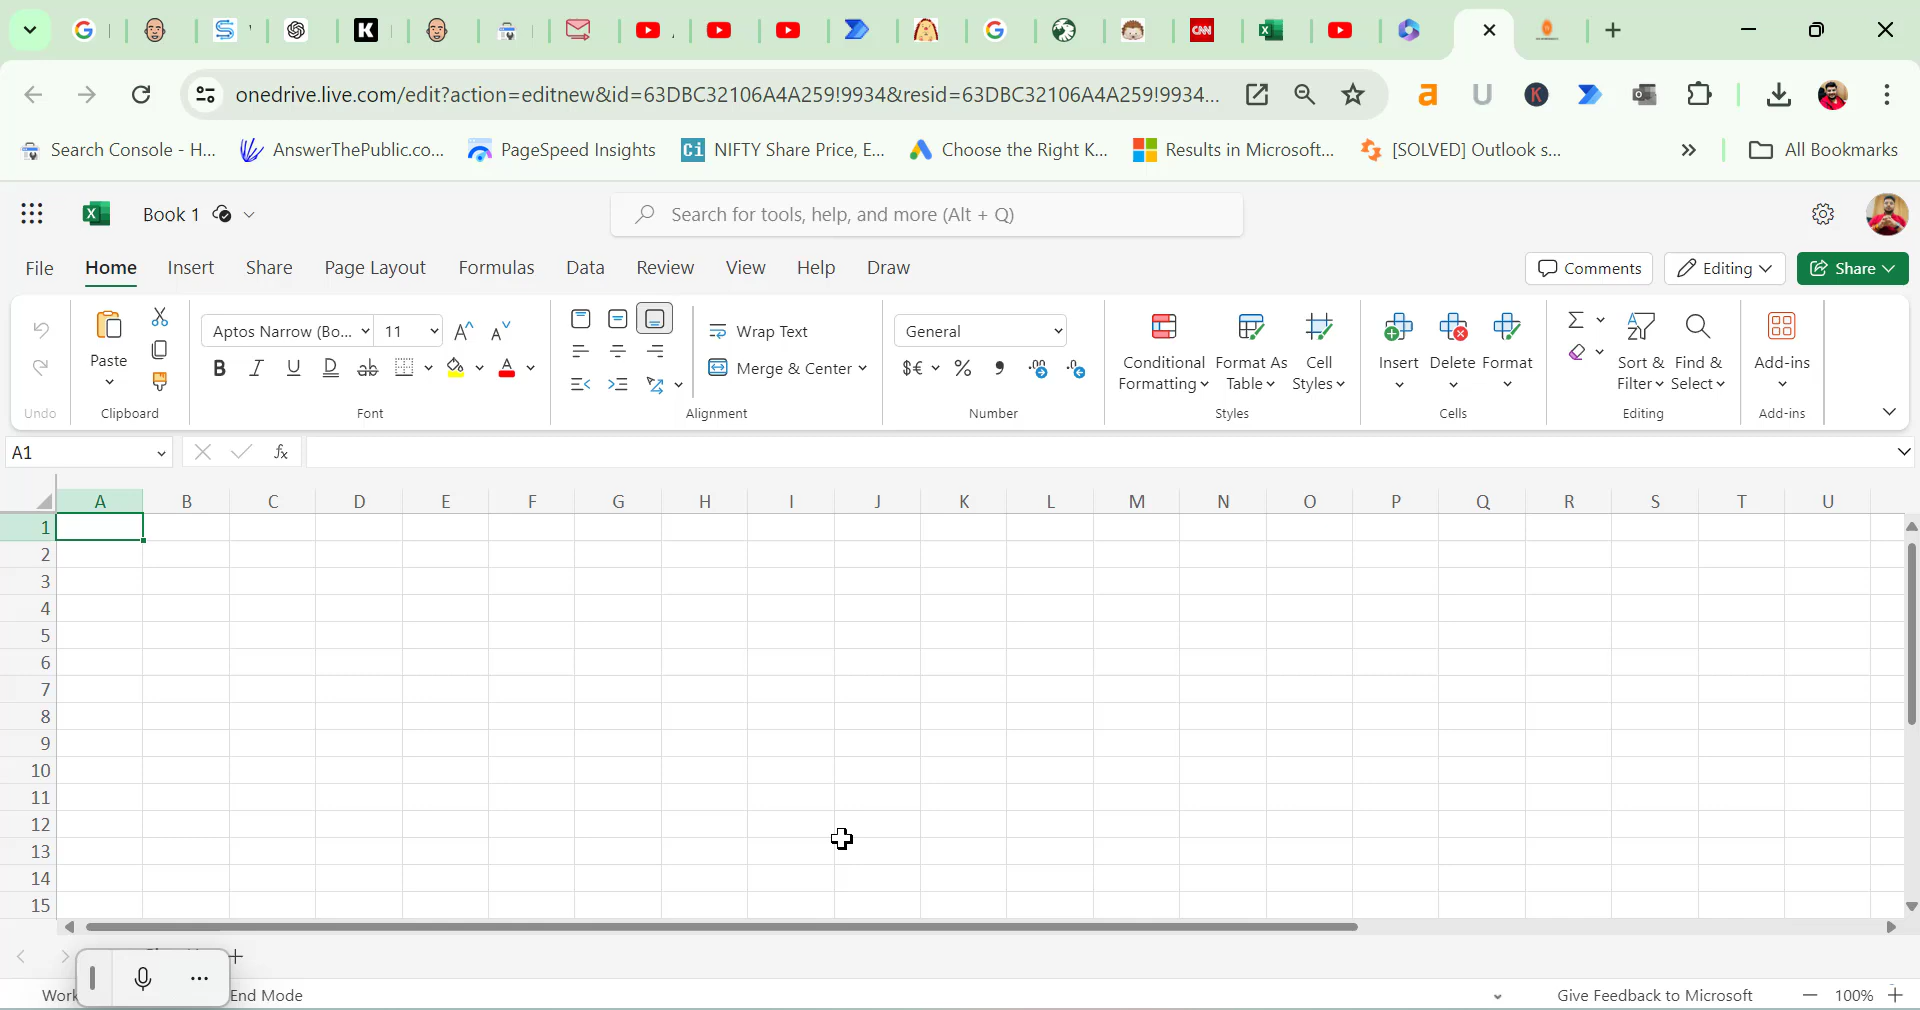 CNN
onedrive.live.com/edit?action=editnew&id=63DBC32106A4A259!9934&resid=63DBC32106A4A259!9934...
Search Console - H...
AnswerThePublic.co...
PageSpeed Insights
Ci NIFTY Share Price, E...
Choose the Right K...
Results in Microsoft...
[SOLVED] Outlook s...
All Bookmarks
Book 1
Search for tools, help, and more (Alt + Q)
File Home Insert Share Page Layout Formulas Data Review View Help Draw
Comments Editing Share
Paste
Aptos Narrow (Bo... 11
Wrap Text
Merge & Center
General
Conditional Formatting
Format As Table
Cell Styles
Insert Delete Format
Sort & Filter
Find & Select
Add-ins
Undo Clipboard Font Alignment Number Styles Cells Editing Add-ins
A1 fx
A B C D E F G H I J K L M N O P Q R S T U
1
2
3
4
5
6
7
8
9
10
11
12
13
14
15
Work
End Mode
Give Feedback to Microsoft
100%